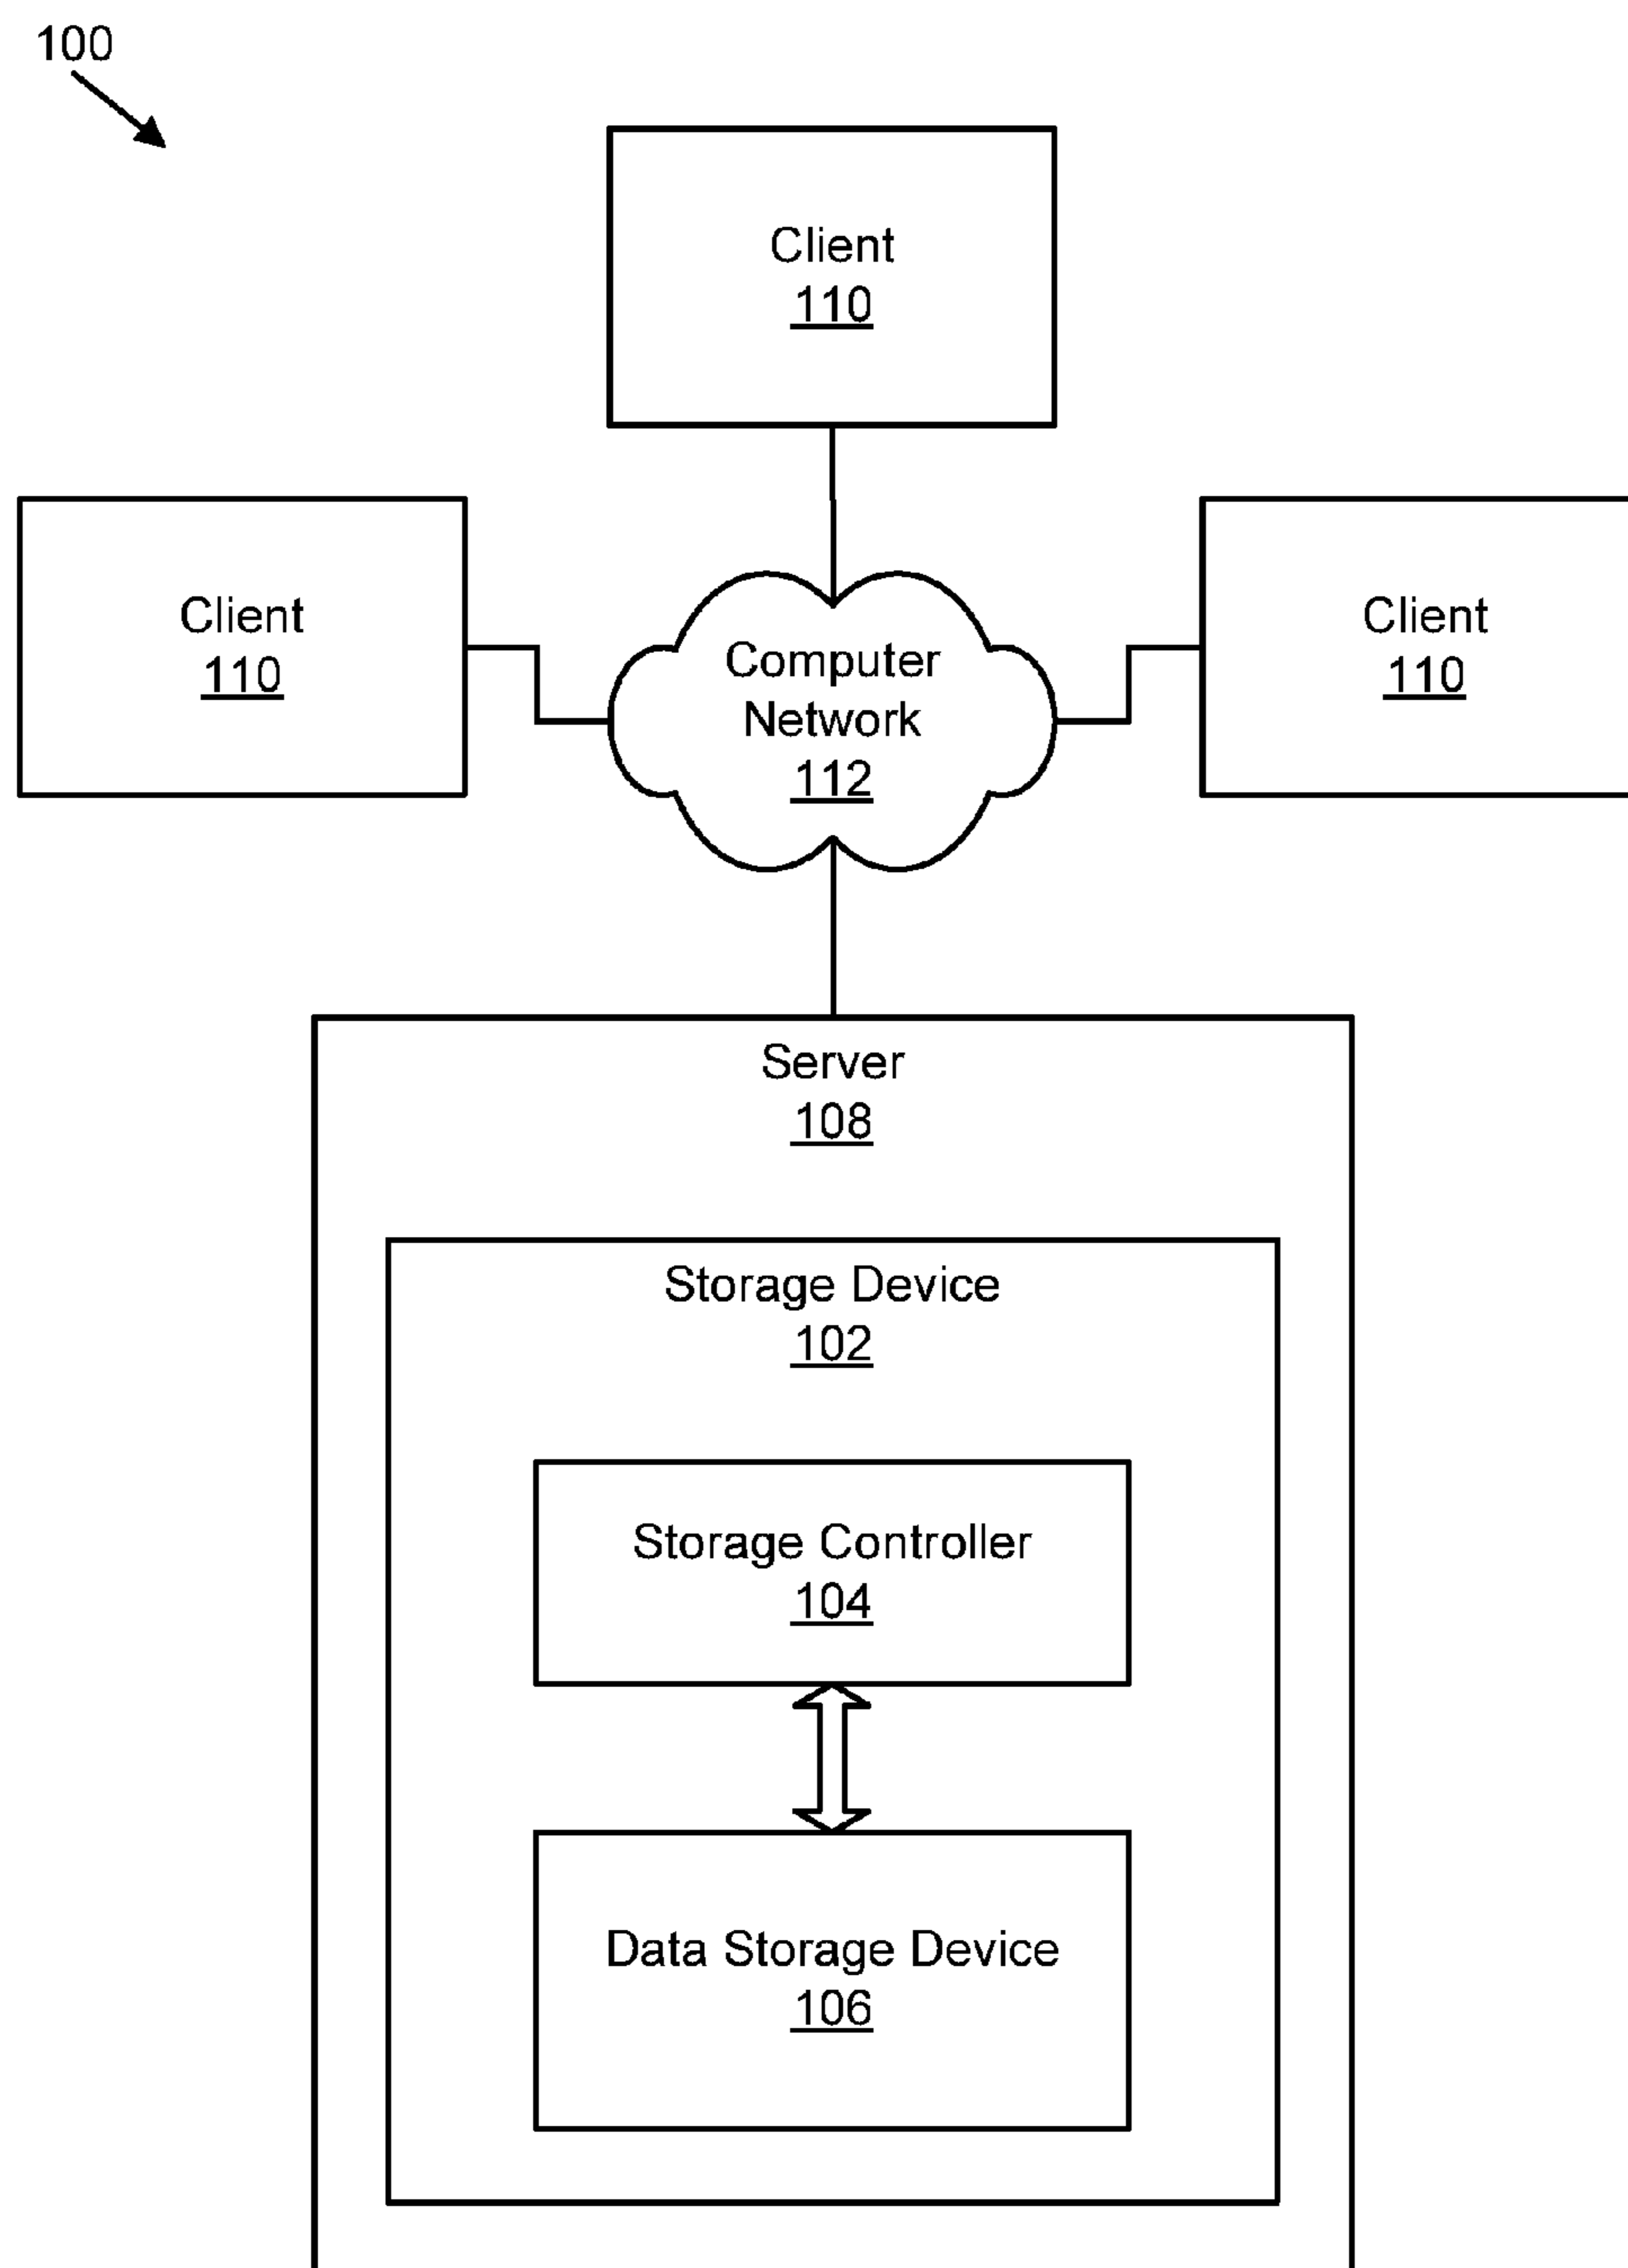 100
Client
110
Client
110
Client
110
Computer
Network
112
Server
108
Storage Device
102
Storage Controller
104
Data Storage Device
106